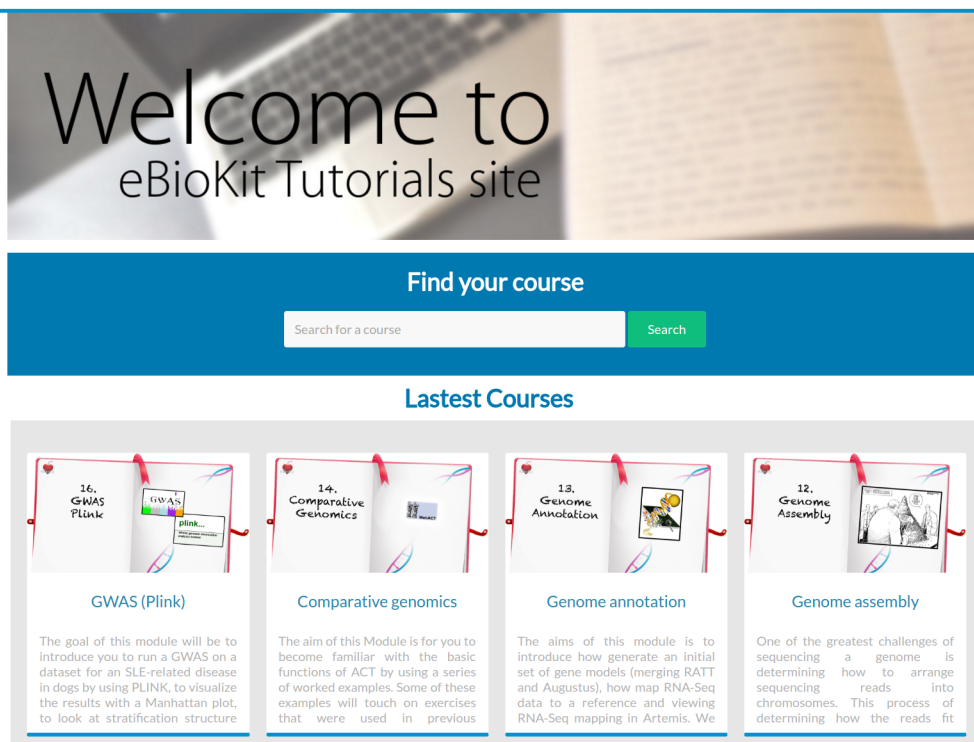 Welcome to
eBioKit Tutorials site
Find your course
Search for a course
Search
Lastest Courses
16.
GWAS
Plink
GWAS
plink...
14.
Comparative
Genomics
WebACT
13.
Genome
Annotation
12.
Genome
Assembly
GWAS (Plink)
The goal of this module will be to
introduce you to run a GWAS on a
dataset for an SLE-related disease
in dogs by using PLINK, to visualize
the results with a Manhattan plot,
to look at stratification structure
Comparative genomics
The aim of this Module is for you to
become familiar with the basic
functions of ACT by using a series
of worked examples. Some of these
examples will touch on exercises
that were used in previous
Genome annotation
The aims of this module is to
introduce how generate an initial
set of gene models (merging RATT
and Augustus), how map RNA-Seq
data to a reference and viewing
RNA-Seq mapping in Artemis. We
Genome assembly
One of the greatest challenges of
sequencing a genome is
determining how to arrange
sequencing reads into
chromosomes. This process of
determining how the reads fit